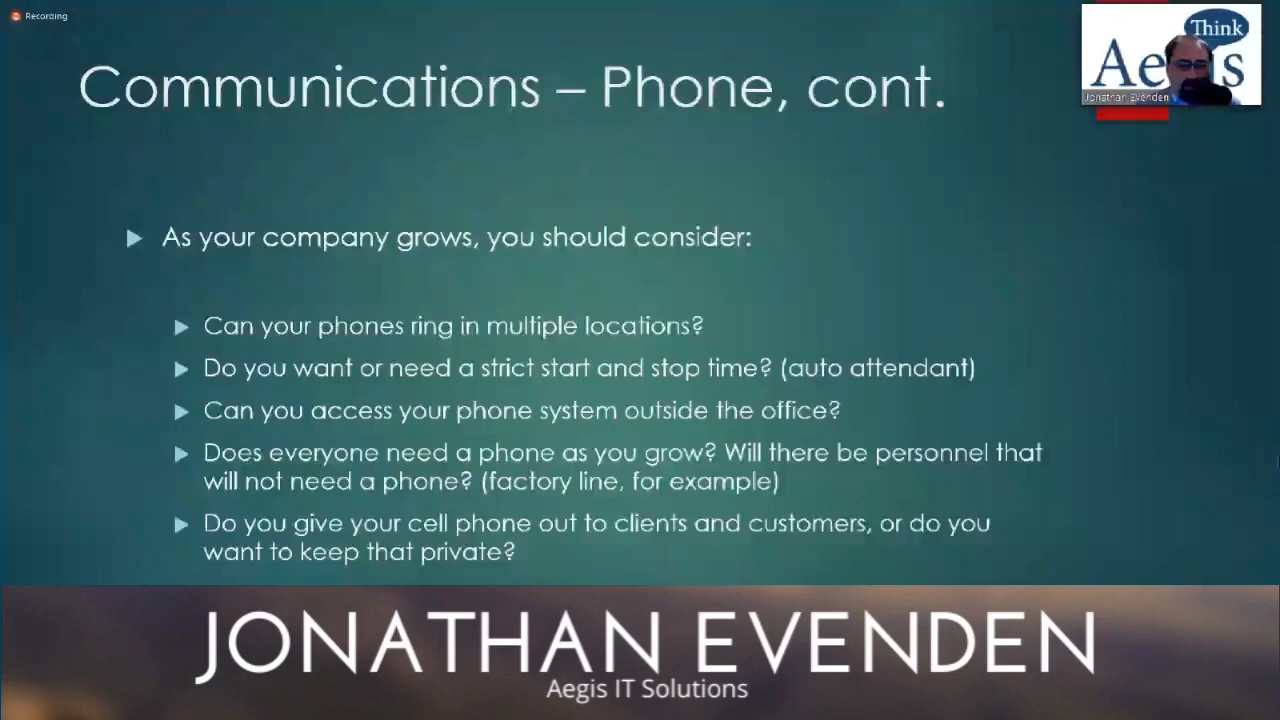 Recording
Think
Jonathan Evenden
Communications – Phone, cont.
As your company grows, you should consider:
Can your phones ring in multiple locations?
Do you want or need a strict start and stop time? (auto attendant)
Can you access your phone system outside the office?
Does everyone need a phone as you grow? Will there be personnel that
will not need a phone? (factory line, for example)
Do you give your cell phone out to clients and customers, or do you
want to keep that private?
JONATHAN EVENDEN
Aegis IT Solutions